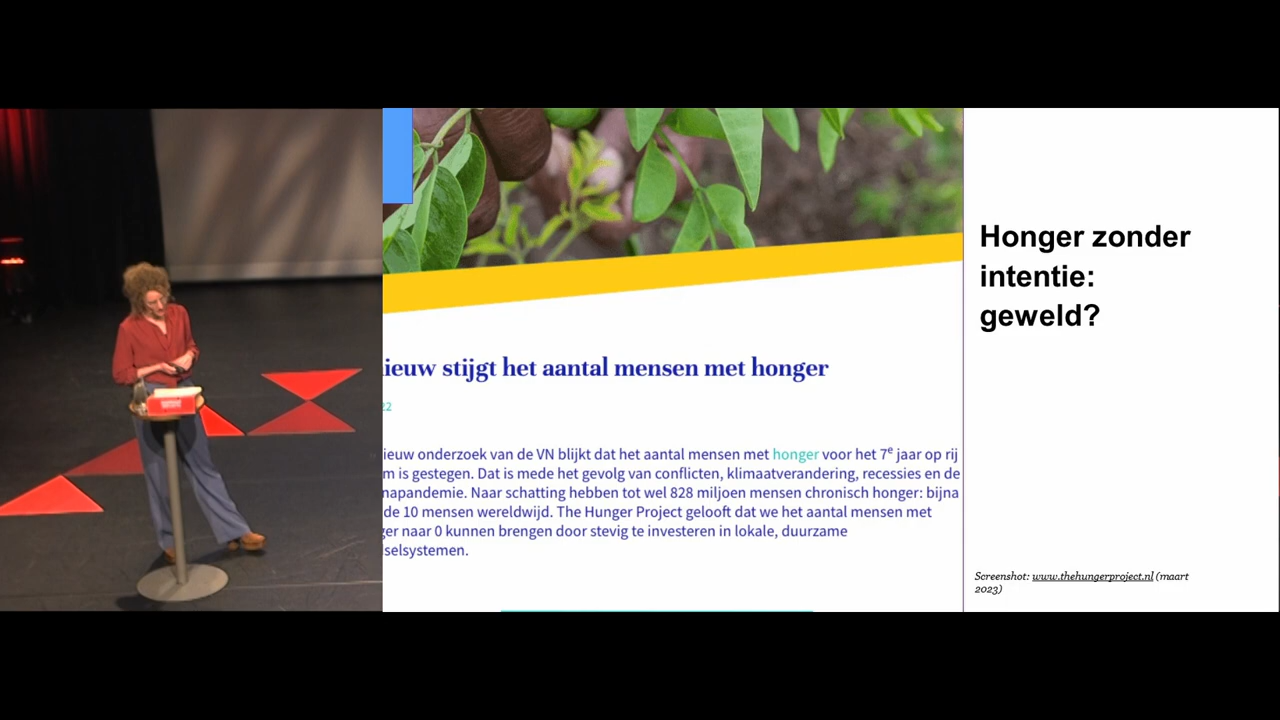 ieuw stijgt het aantal mensen met honger
22
ieuw onderzoek van de VN blijkt dat het aantal mensen met honger voor het 7e jaar op rij
m is gestegen. Dat is mede het gevolg van conflicten, klimaatverandering, recessies en de
napandemie. Naar schatting hebben tot wel 828 miljoen mensen chronisch honger: bijna
de 10 mensen wereldwijd. The Hunger Project gelooft dat we het aantal mensen met
ger naar 0 kunnen brengen door stevig te investeren in lokale, duurzame
selsystemen.
Honger zonder
intentie:
geweld?
Screenshot: www.thehungerproject.nl (maart
2023)